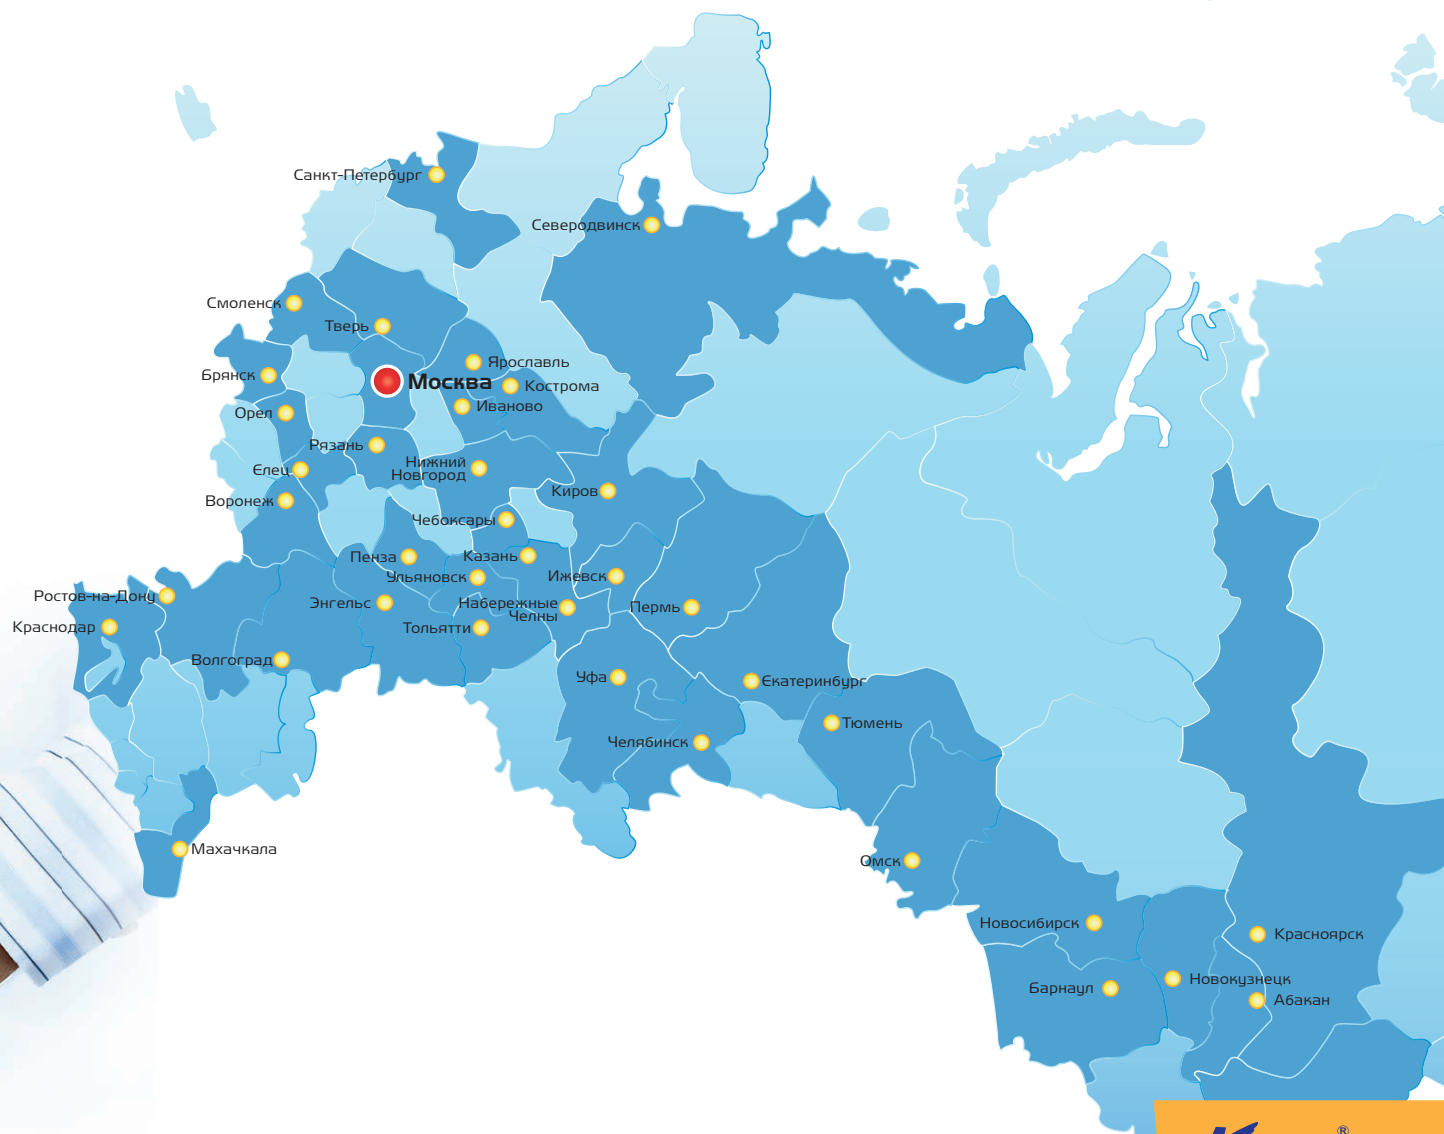 Санкт-Петербург
Северодвинск
Смоленск
Тверь
Ярославль
Брянск
Москва
Кострома
Орел
Иваново
Рязань
Елец
Нижний
Новгород
Воронеж
Киров
Чебоксары
Пенза
Казань
Ульяновск
Ижевск
Ростов-на-Дону
Энгельс
Набережные
Челны
Пермь
Краснодар
Тольятти
Волгоград
Уфа
Екатеринбург
Тюмень
Челябинск
Махачкала
Омск
Новосибирск
Красноярск
Новокузнецк
Барнаул
Абакан
®